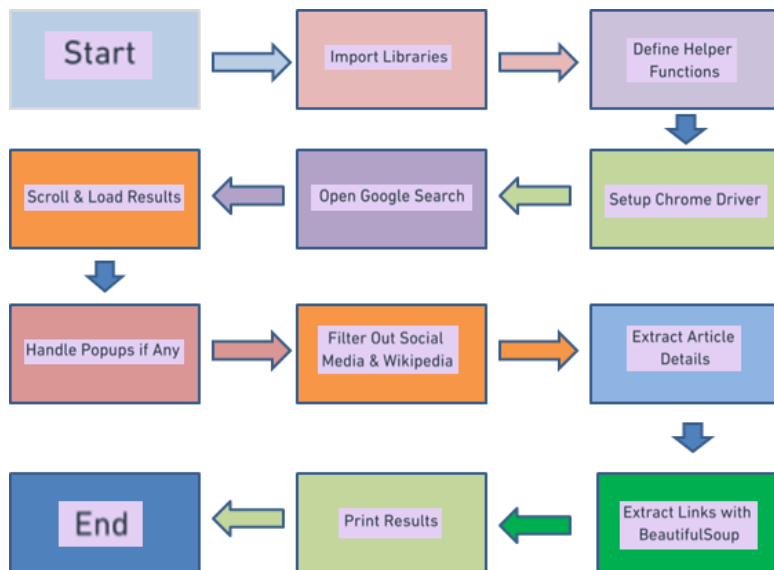 Start
Import Libraries
Define Helper
Functions
Setup Chrome Driver
Open Google Search
Scroll & Load Results
Handle Popups if Any
Filter Out Social
Media & Wikipedia
Extract Article
Details
Extract Links with
BeautifulSoup
Print Results
End